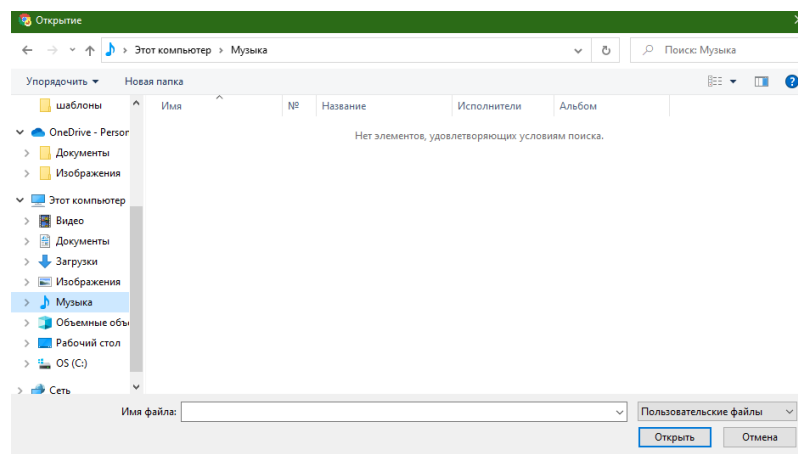 Открытие
Этот компьютер › Музыка
Поиск: Музыка
Упорядочить
Новая папка
Имя
№
Название
Исполнители
Альбом
Нет элементов, удовлетворяющих условиям поиска.
шаблоны
OneDrive - Person
Документы
Изображения
Этот компьютер
Видео
Документы
Загрузки
Изображения
Музыка
Объемные объ
Рабочий стол
OS (C:)
Сеть
Имя файла:
Пользовательские файлы
Открыть
Отмена